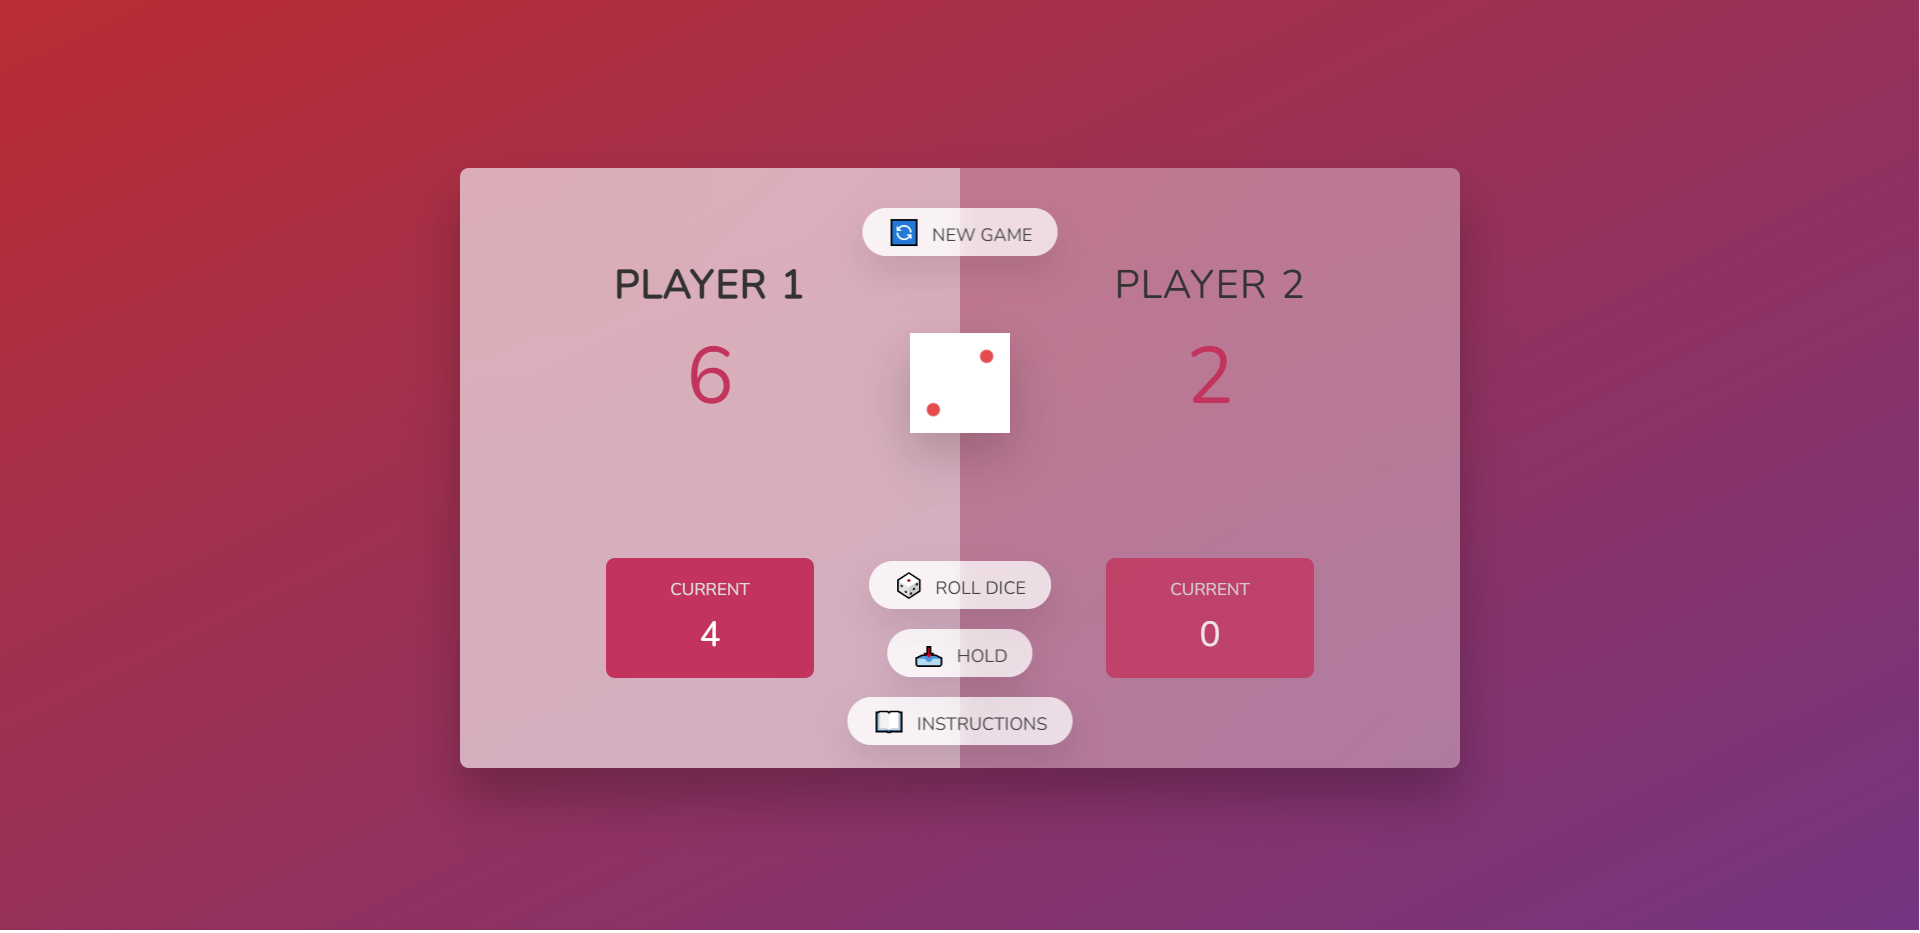 NEW GAME
PLAYER 1
6
CURRENT
4
PLAYER 2
2
CURRENT
0
ROLL DICE
HOLD
INSTRUCTIONS